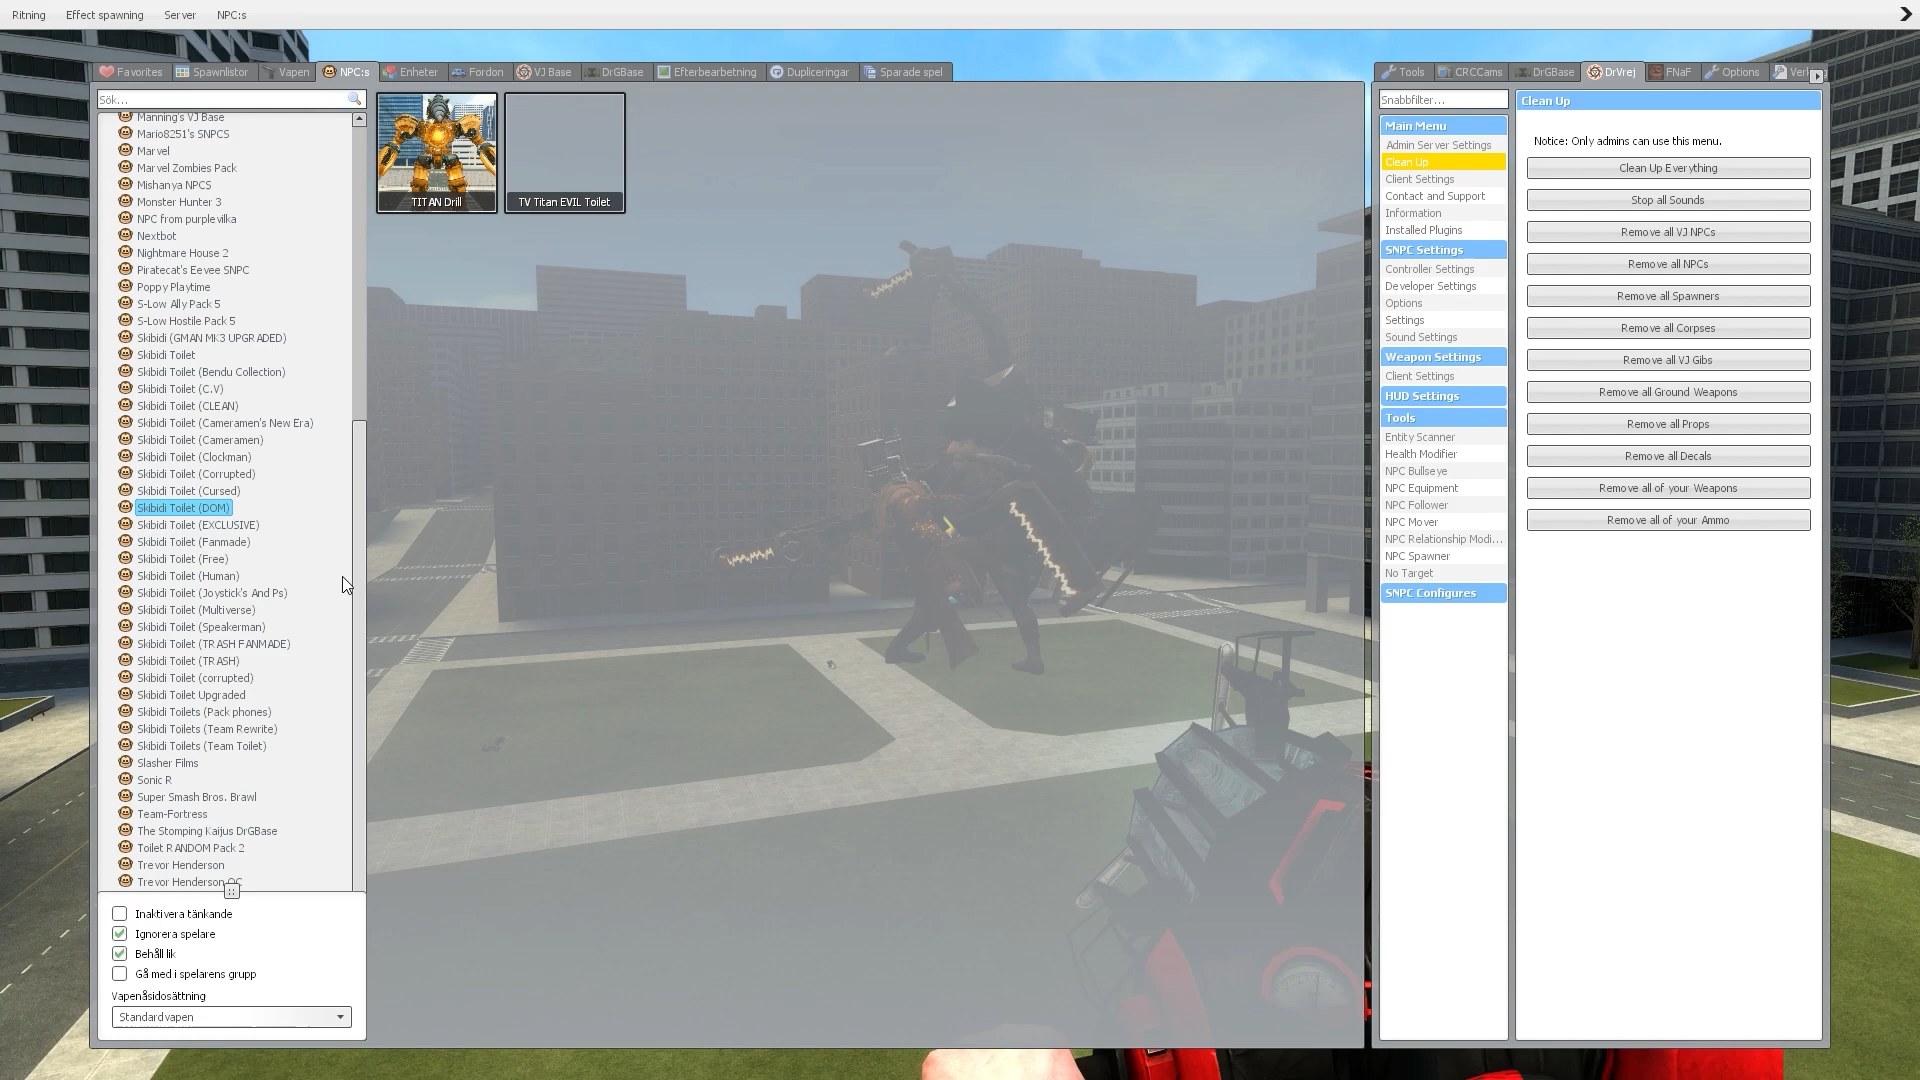 Ritning Effect spawning Server NPC:s
Favorites Spawnlistor Vapen NPC:s Enheter Fordon VJ Base DrGBase Efterbearbetning Dupliceringar Sparade spel
Sök...
Manning's VJ Base
Mario8251's SNPCS
Marvel
Marvel Zombies Pack
Mishanya NPCS
Monster Hunter 3
NPC from purplevilka
Nextbot
Nightmare House 2
Piratecat's Eevee SNPC
Poppy Playtime
S-Low Ally Pack 5
S-Low Hostile Pack 5
Skibidi (GMAN MK3 UPGRADED)
Skibidi Toilet
Skibidi Toilet (Bendu Collection)
Skibidi Toilet (C.V)
Skibidi Toilet (CLEAN)
Skibidi Toilet (Cameramen's New Era)
Skibidi Toilet (Cameramen)
Skibidi Toilet (Clockman)
Skibidi Toilet (Corrupted)
Skibidi Toilet (Cursed)
Skibidi Toilet (DOM)
Skibidi Toilet (EXCLUSIVE)
Skibidi Toilet (Fanmade)
Skibidi Toilet (Free)
Skibidi Toilet (Human)
Skibidi Toilet (Joystick's And Ps)
Skibidi Toilet (Multiverse)
Skibidi Toilet (Speakerman)
Skibidi Toilet (TRASH FANMADE)
Skibidi Toilet (TRASH)
Skibidi Toilet (corrupted)
Skibidi Toilet Upgraded
Skibidi Toilets (Pack phones)
Skibidi Toilets (Team Rewrite)
Skibidi Toilets (Team Toilet)
Slasher Films
Sonic R
Super Smash Bros. Brawl
Team-Fortress
The Stomping Kaijus DrGBase
Toilet RANDOM Pack 2
Trevor Henderson
Trevor Henderson OC
Inaktivera tänkande
Ignorera spelare
Behåll lik
Gå med i spelarens grupp
Vapenåsidosättning
Standardvapen
TITAN Drill
TV Titan EVIL Toilet
Tools CRCCams DrGBase DrVrej FNaF Options
Snabbfilter...
Main Menu
Admin Server Settings
Clean Up
Client Settings
Contact and Support
Information
Installed Plugins
SNPC Settings
Controller Settings
Developer Settings
Options
Settings
Sound Settings
Weapon Settings
Client Settings
HUD Settings
Tools
Entity Scanner
Health Modifier
NPC Bullseye
NPC Equipment
NPC Follower
NPC Mover
NPC Relationship Modi...
NPC Spawner
No Target
SNPC Configures
Clean Up
Notice: Only admins can use this menu.
Clean Up Everything
Stop all Sounds
Remove all VJ NPCs
Remove all NPCs
Remove all Spawners
Remove all Corpses
Remove all VJ Gibs
Remove all Ground Weapons
Remove all Props
Remove all Decals
Remove all of your Weapons
Remove all of your Ammo